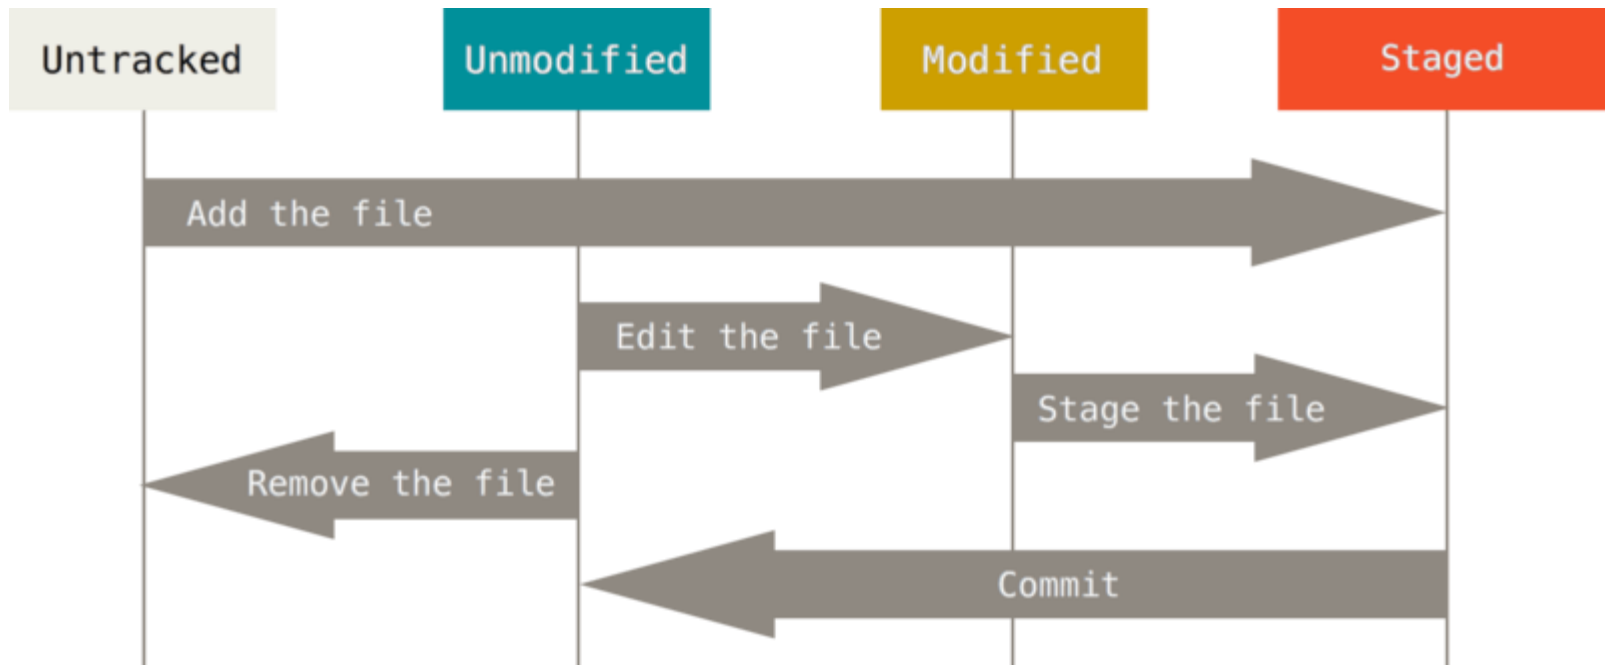 Untracked
Unmodified
Modified
Staged
Add the file
Edit the file
Stage the file
Remove the file
Commit